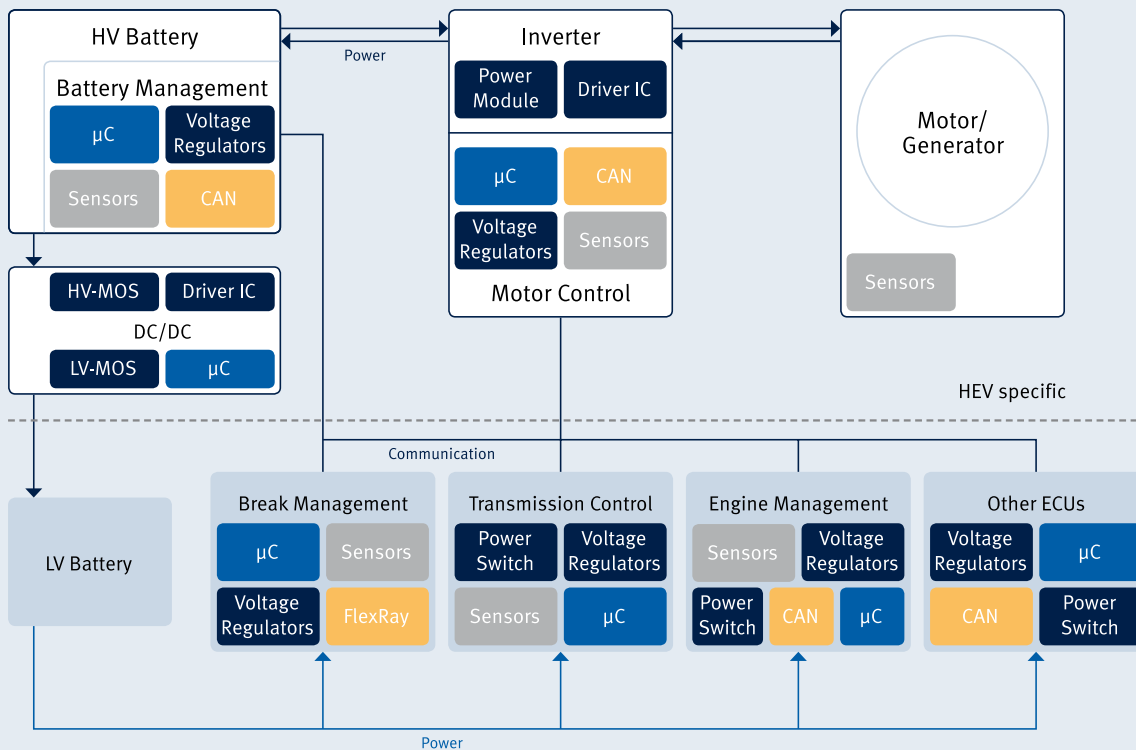 HV Battery
Battery Management
µC
Voltage
Regulators
Sensors
CAN
Power
Inverter
Power
Module
Driver IC
µC
CAN
Voltage
Regulators
Sensors
Motor Control
Motor/
Generator
Sensors
HV-MOS
Driver IC
DC/DC
LV-MOS
µC
HEV specific
Communication
LV Battery
Break Management
µC
Sensors
Voltage
Regulators
FlexRay
Transmission Control
Power
Switch
Voltage
Regulators
Sensors
µC
Engine Management
Sensors
Voltage
Regulators
Power
Switch
CAN
µC
Other ECUs
Voltage
Regulators
µC
CAN
Power
Switch
Power